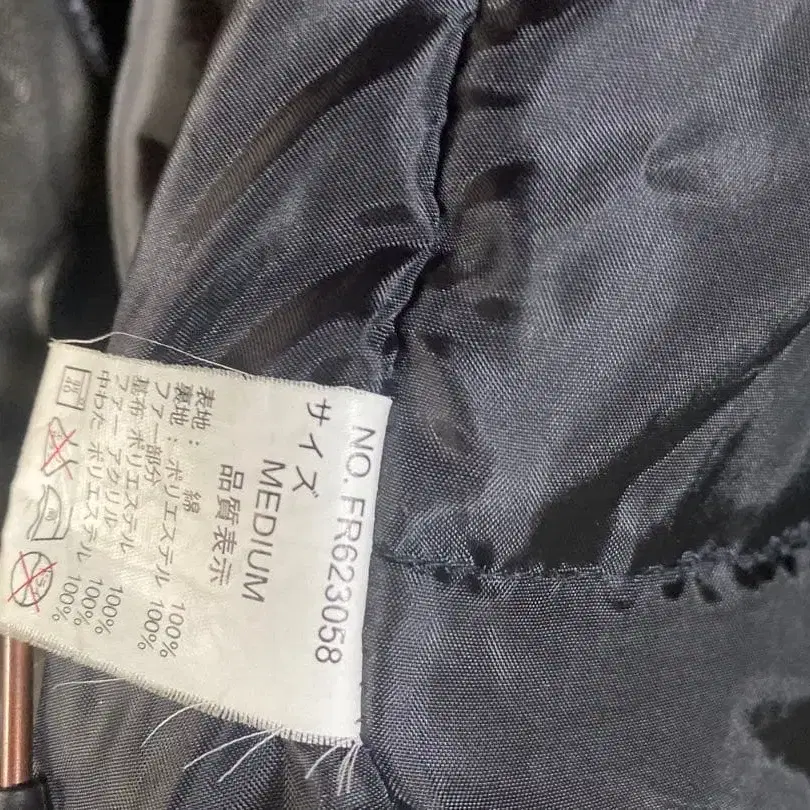 NO. FR623058
サイズ
MEDIUM
品質表示
表地 : 綿 100%
裏地 : ポリエステル 100%
ファー部分
基布 ポリエステル 100%
ファー アクリル 100%
中わた ポリエステル 100%